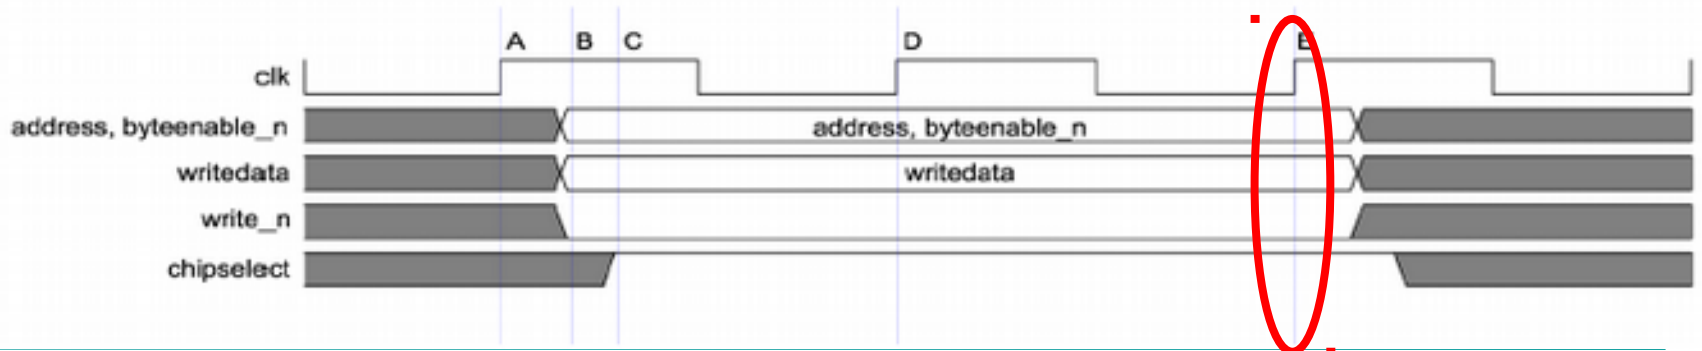 A B C D E
clk
address, byteenable_n address, byteenable_n
writedata writedata
write_n
chipselect